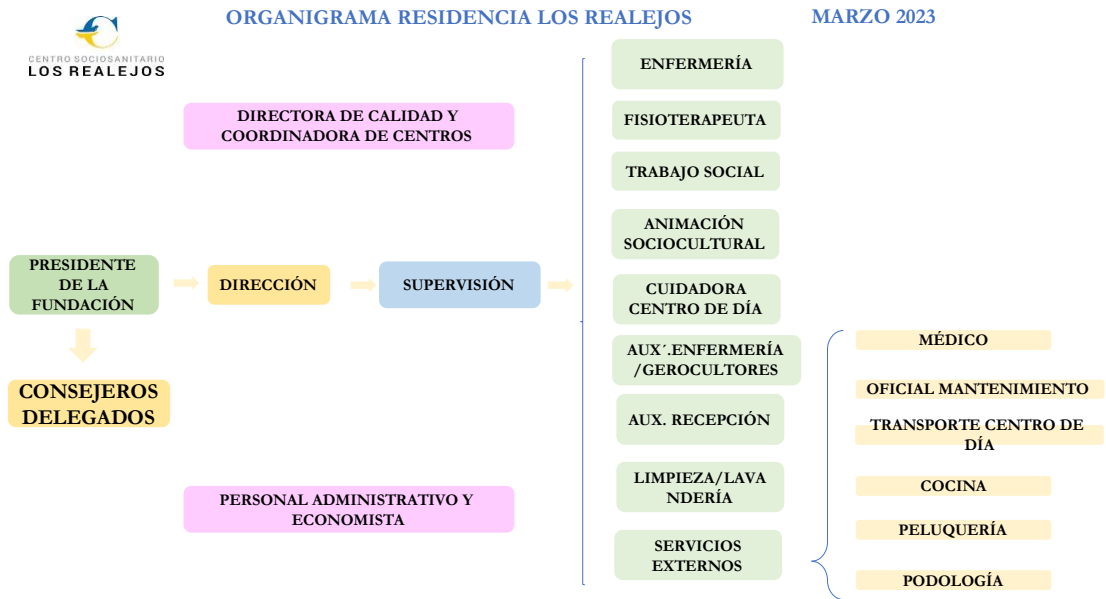 ORGANIGRAMA RESIDENCIA LOS REALEJOS
MARZO 2023
CENTRO SOCIOSANITARIO
LOS REALEJOS
DIRECTORA DE CALIDAD Y
COORDINADORA DE CENTROS
PRESIDENTE
DE LA
FUNDACIÓN
DIRECCIÓN
SUPERVISIÓN
CONSEJEROS
DELEGADOS
PERSONAL ADMINISTRATIVO Y
ECONOMISTA
ENFERMERÍA
FISIOTERAPEUTA
TRABAJO SOCIAL
ANIMACIÓN
SOCIOCULTURAL
CUIDADORA
CENTRO DE DÍA
AUX´.ENFERMERÍA
/GEROCULTORES
AUX. RECEPCIÓN
LIMPIEZA/LAVA
NDERÍA
SERVICIOS
EXTERNOS
MÉDICO
OFICIAL MANTENIMIENTO
TRANSPORTE CENTRO DE
DÍA
COCINA
PELUQUERÍA
PODOLOGÍA